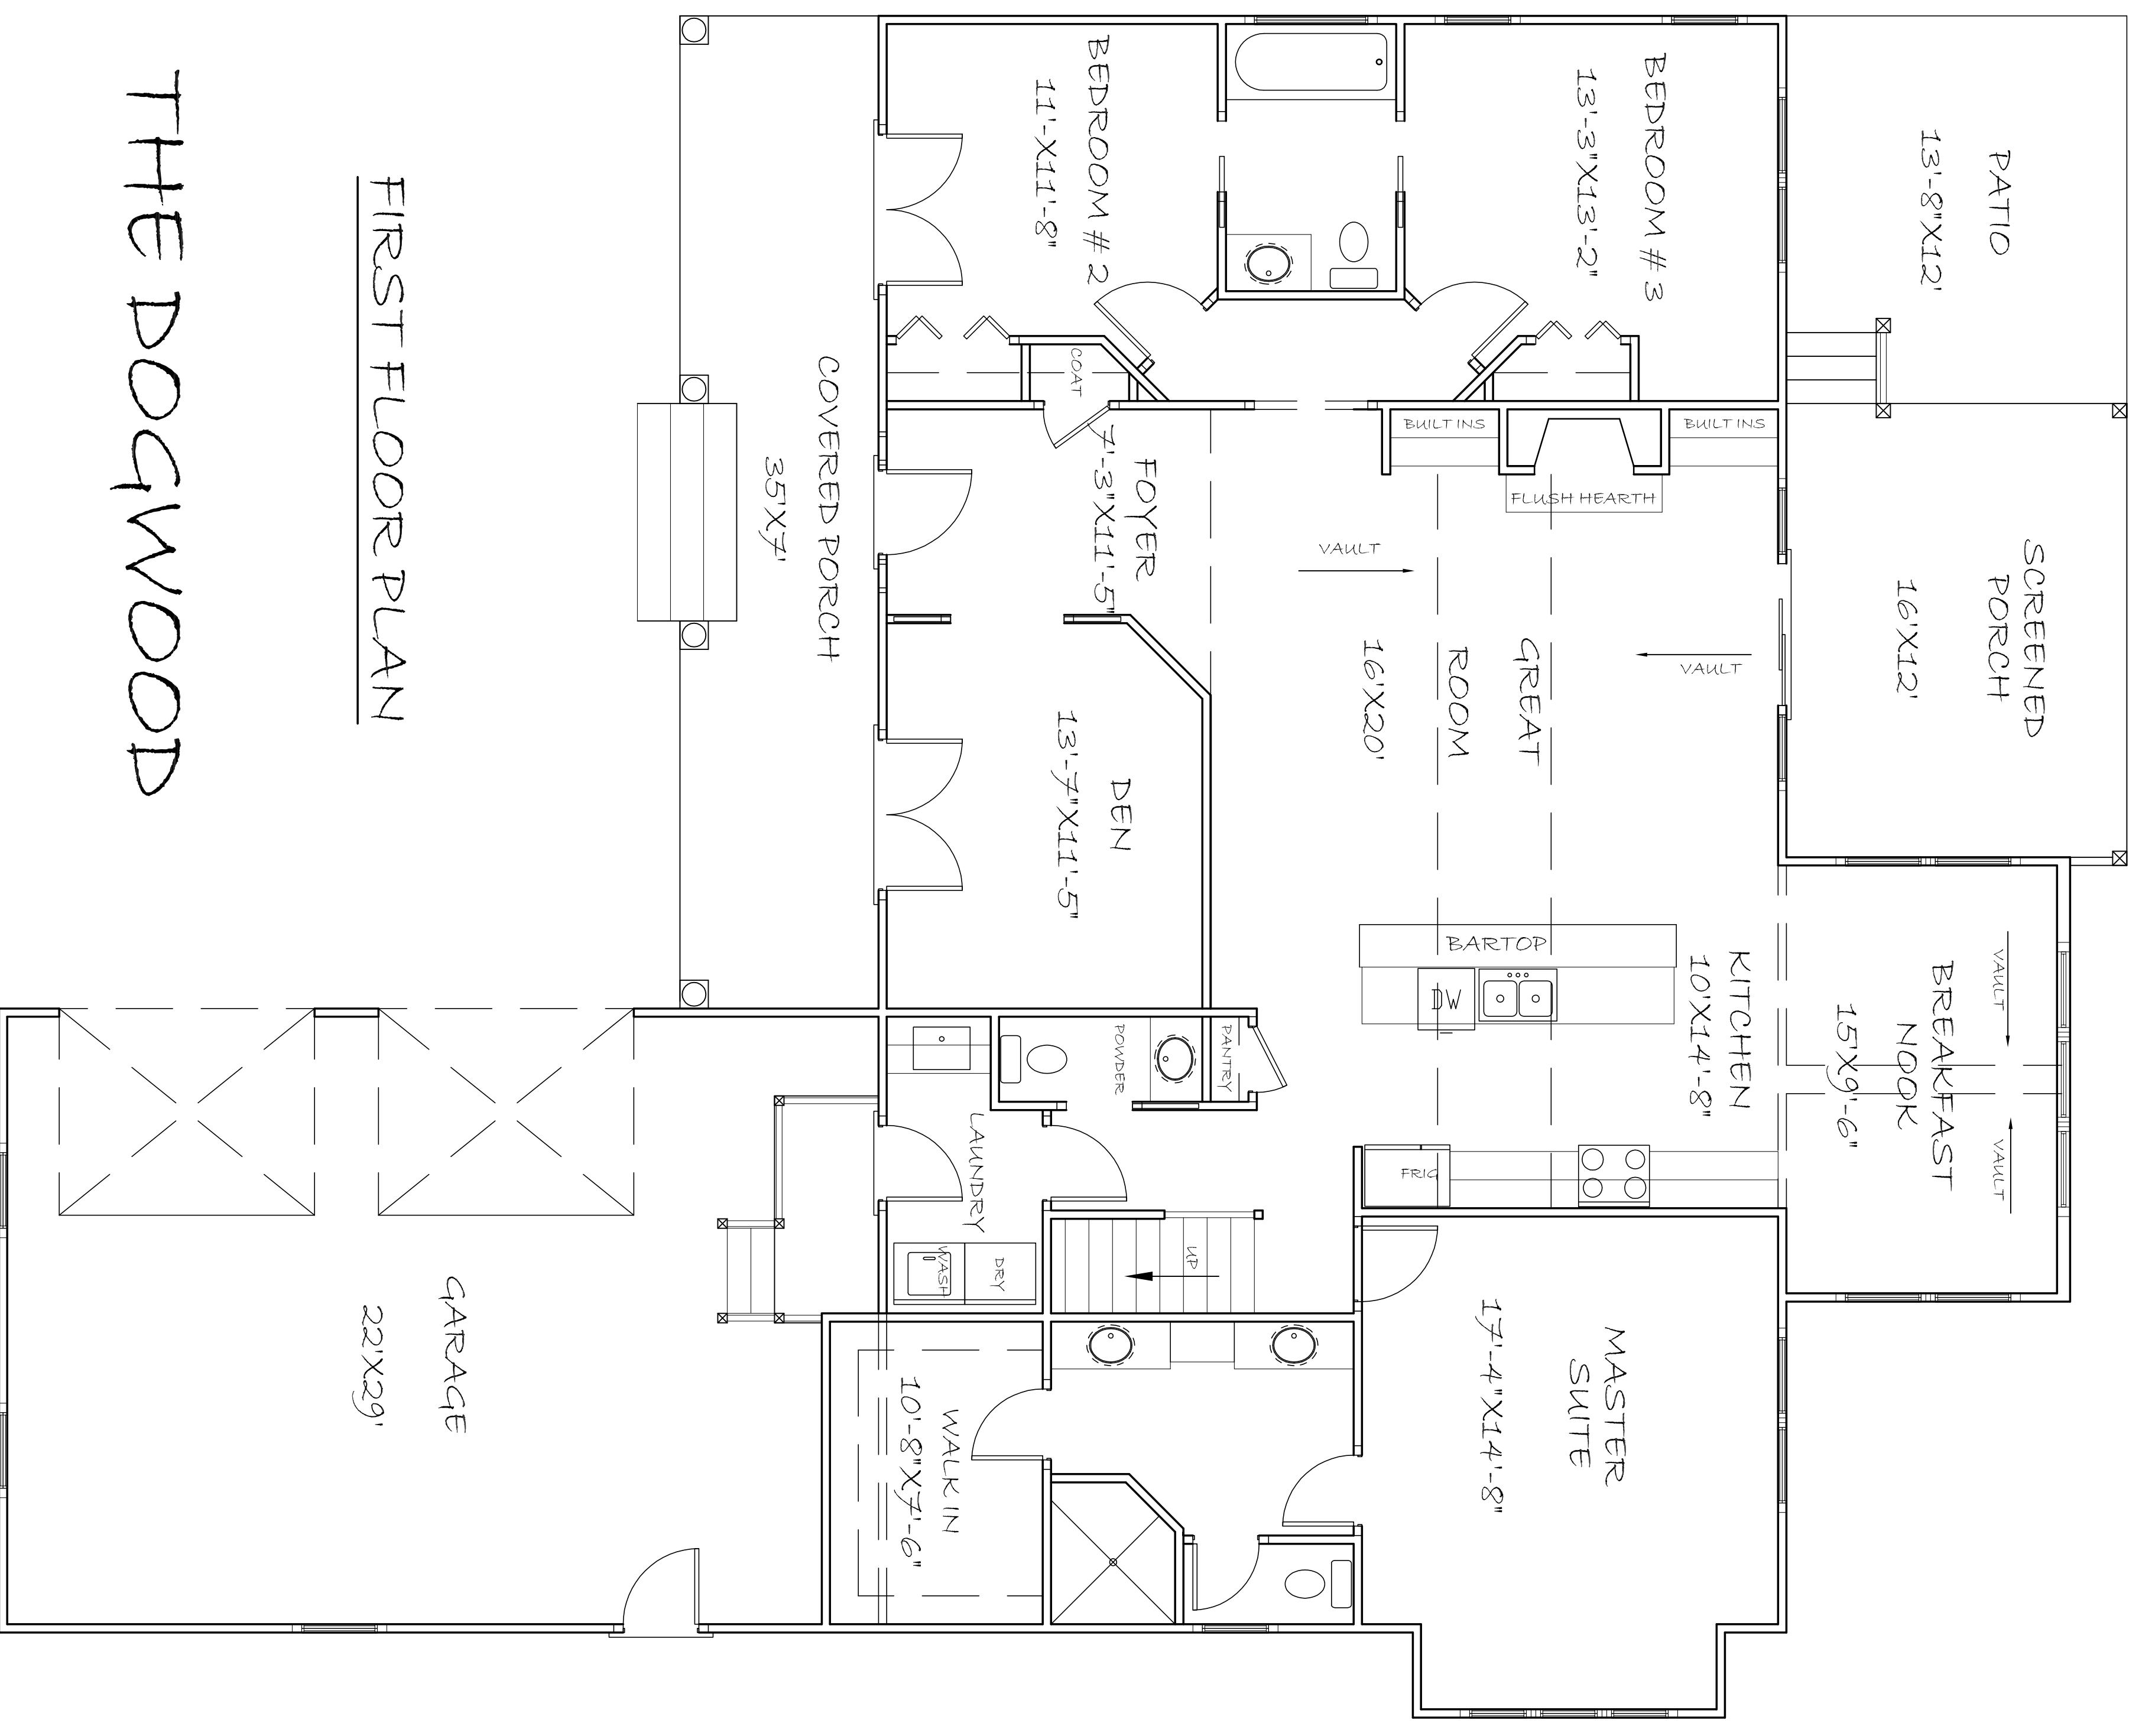 PATIO
13'-8"X12'
SCREENED
PORCH
16'X12'
BREAKFAST
NOOK
15'X9'-6"
VAULT
VAULT
BEDROOM # 3
13'-3"X13'-2"
BUILT INS
BUILT INS
FLUSH HEARTH
VAULT
VAULT
GREAT
ROOM
16'X20'
KITCHEN
10'X14'-8"
BARTOP
DW
FRIG
MASTER
SUITE
17'-4"X14'-8"
BEDROOM # 2
11'-X11'-8"
COAT
FOYER
7'-3"X11'-5"
DEN
13'-7"X11'-5"
PANTRY
POWDER
LAUNDRY
UP
DRY
WASH
WALK IN
10'-8"X7'-6"
COVERED PORCH
35'X7'
GARAGE
22'X29'
FIRST FLOOR PLAN
THE DOGWOOD